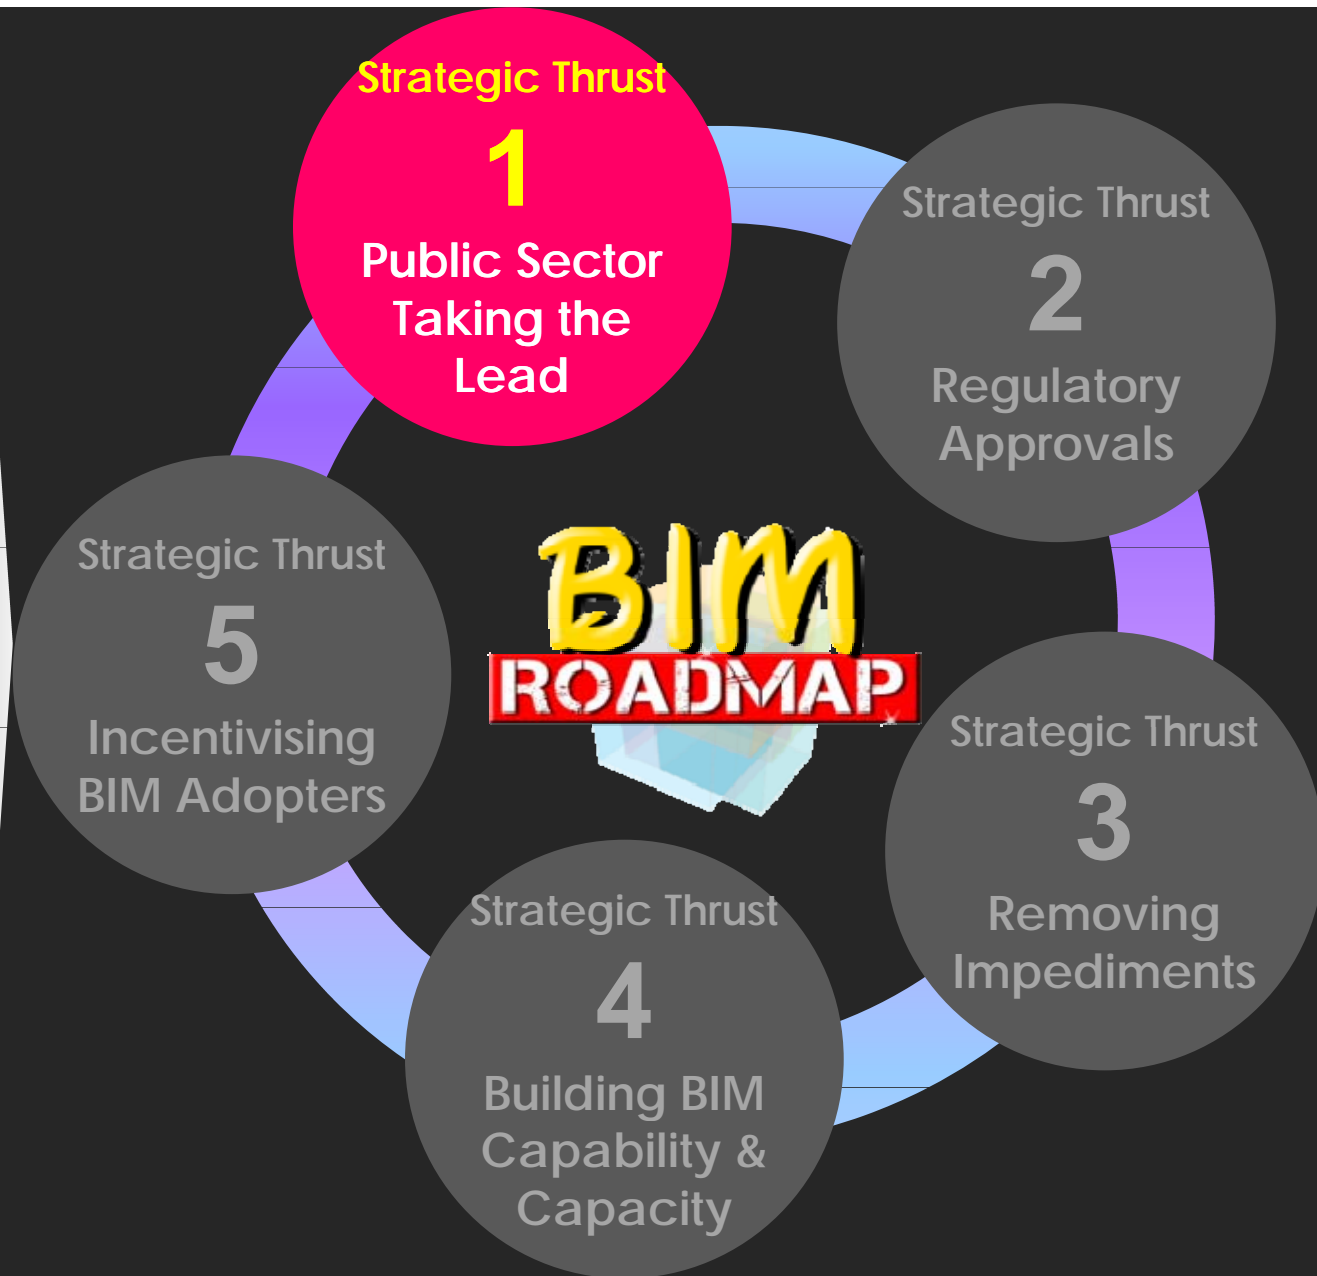 Strategic Thrust
1
Public Sector
Taking the
Lead
Strategic Thrust
2
Regulatory
Approvals
Strategic Thrust
3
Removing
Impediments
Strategic Thrust
4
Building BIM
Capability &
Capacity
Strategic Thrust
5
Incentivising
BIM Adopters
BIM
ROADMAP